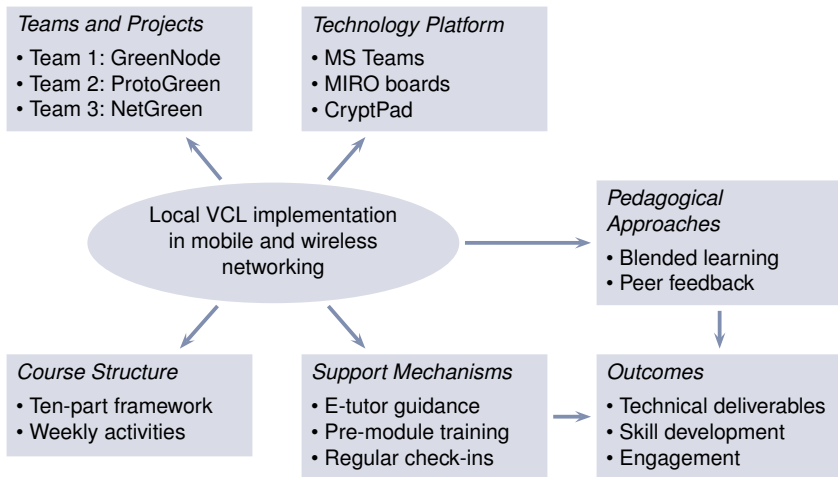 Teams and Projects
• Team 1: GreenNode
• Team 2: ProtoGreen
• Team 3: NetGreen
Technology Platform
• MS Teams
• MIRO boards
• CryptPad
Local VCL implementation
in mobile and wireless
networking
Pedagogical
Approaches
• Blended learning
• Peer feedback
Course Structure
• Ten-part framework
• Weekly activities
Support Mechanisms
• E-tutor guidance
• Pre-module training
• Regular check-ins
Outcomes
• Technical deliverables
• Skill development
• Engagement